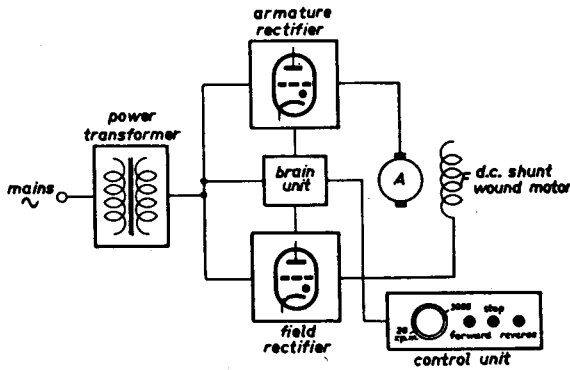 armature
rectifier
power
transformer
mains
brain
unit
A
F
d.c. shunt
wound motor
field
rectifier
20
r.p.m.
3000
stop
forward
reverse
control unit